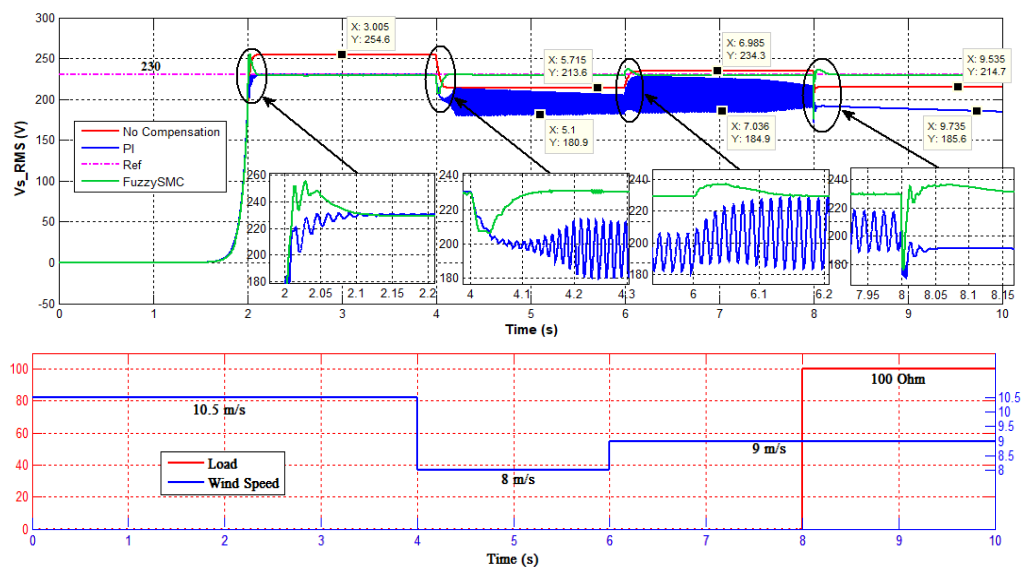 300
250
200
150
100
50
0
-50
Vs_RMS (V)
230
X: 3.005
Y: 254.6
X: 5.715
Y: 213.6
X: 6.985
Y: 234.3
X: 9.535
Y: 214.7
X: 5.1
Y: 180.9
X: 7.036
Y: 184.9
X: 9.735
Y: 185.6
No Compensation
PI
Ref
FuzzySMC
260
240
220
200
180
2 2.05 2.1 2.15 2.2
220
200
180
4 4.1 4.2 4.3
220
200
180
6 6.1 6.2
220
200
180
7.95 8 8.05 8.1 8.15
0 1 2 3 4 5 6 7 8 9 10
Time (s)
100
80
60
40
20
0
10.5 m/s
8 m/s
9 m/s
100 Ohm
Load
Wind Speed
10.5
10
9.5
9
8.5
8
0 1 2 3 4 5 6 7 8 9 10
Time (s)